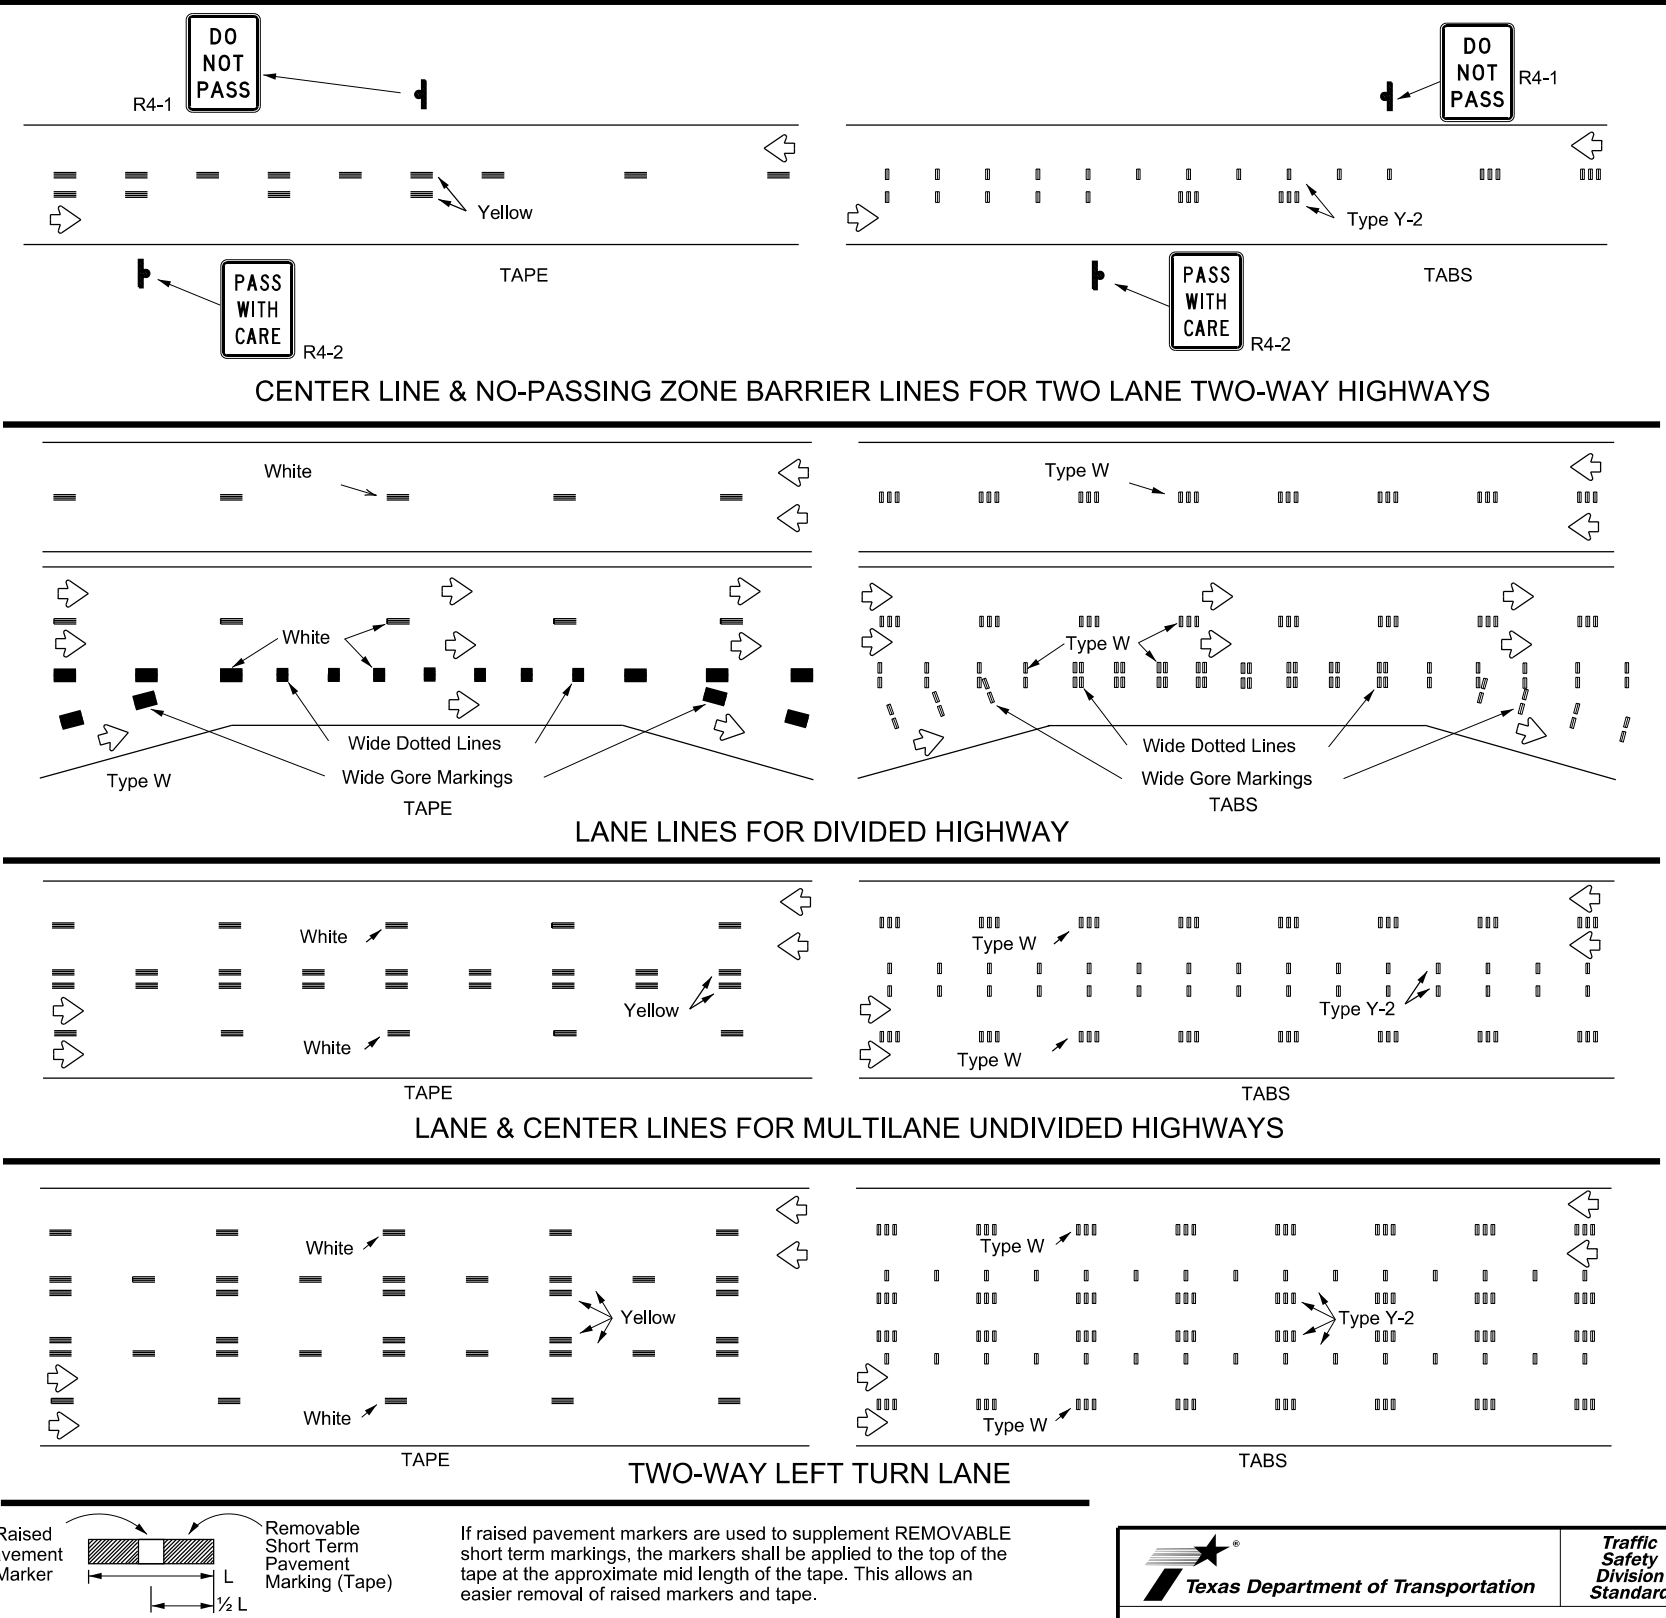 DO
NOT
PASS
R4-1
DO
NOT
PASS
R4-1
Yellow
Type Y-2
TAPE
TABS
PASS
WITH
CARE
R4-2
PASS
WITH
CARE
R4-2
CENTER LINE & NO-PASSING ZONE BARRIER LINES FOR TWO LANE TWO-WAY HIGHWAYS
White
Type W
White
Type W
Wide Dotted Lines
Wide Dotted Lines
Type W
Wide Gore Markings
Wide Gore Markings
TAPE
TABS
LANE LINES FOR DIVIDED HIGHWAY
White
Type W
Yellow
Type Y-2
White
Type W
TAPE
TABS
LANE & CENTER LINES FOR MULTILANE UNDIVIDED HIGHWAYS
White
Type W
Yellow
Type Y-2
White
Type W
TAPE
TABS
TWO-WAY LEFT TURN LANE
Raised
avement
Marker
L
½ L
Removable
Short Term
Pavement
Marking (Tape)
If raised pavement markers are used to supplement REMOVABLE
short term markings, the markers shall be applied to the top of the
tape at the approximate mid length of the tape. This allows an
easier removal of raised markers and tape.
®
Texas Department of Transportation
Traffic
Safety
Division
Standard